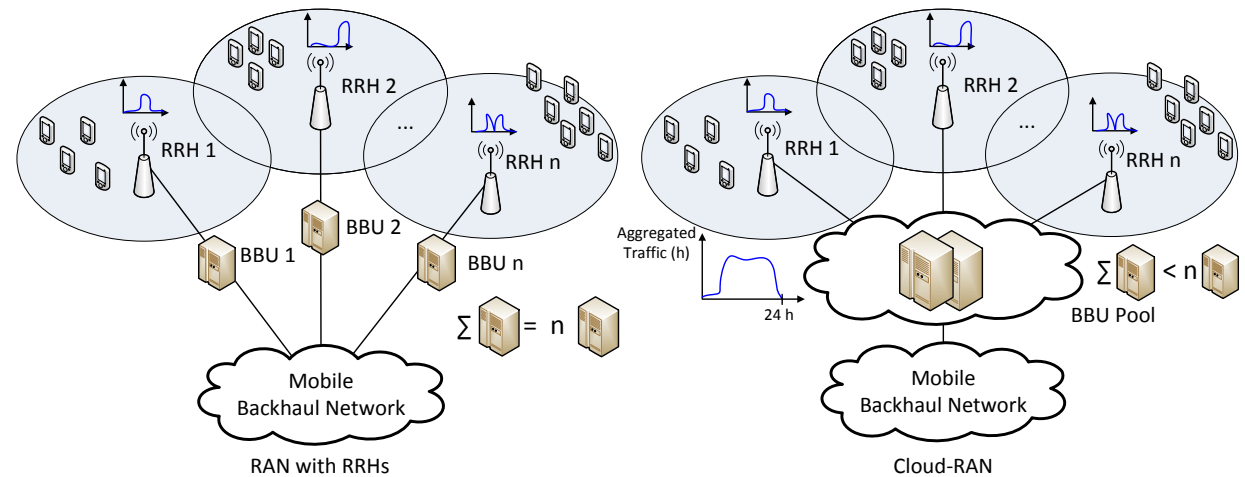 RRH 1
RRH 2
...
RRH n
BBU 1
BBU 2
BBU n
∑ = n
Mobile
Backhaul Network
RAN with RRHs
RRH 1
RRH 2
...
RRH n
Aggregated
Traffic (h)
24 h
∑ < n
BBU Pool
Mobile
Backhaul Network
Cloud-RAN